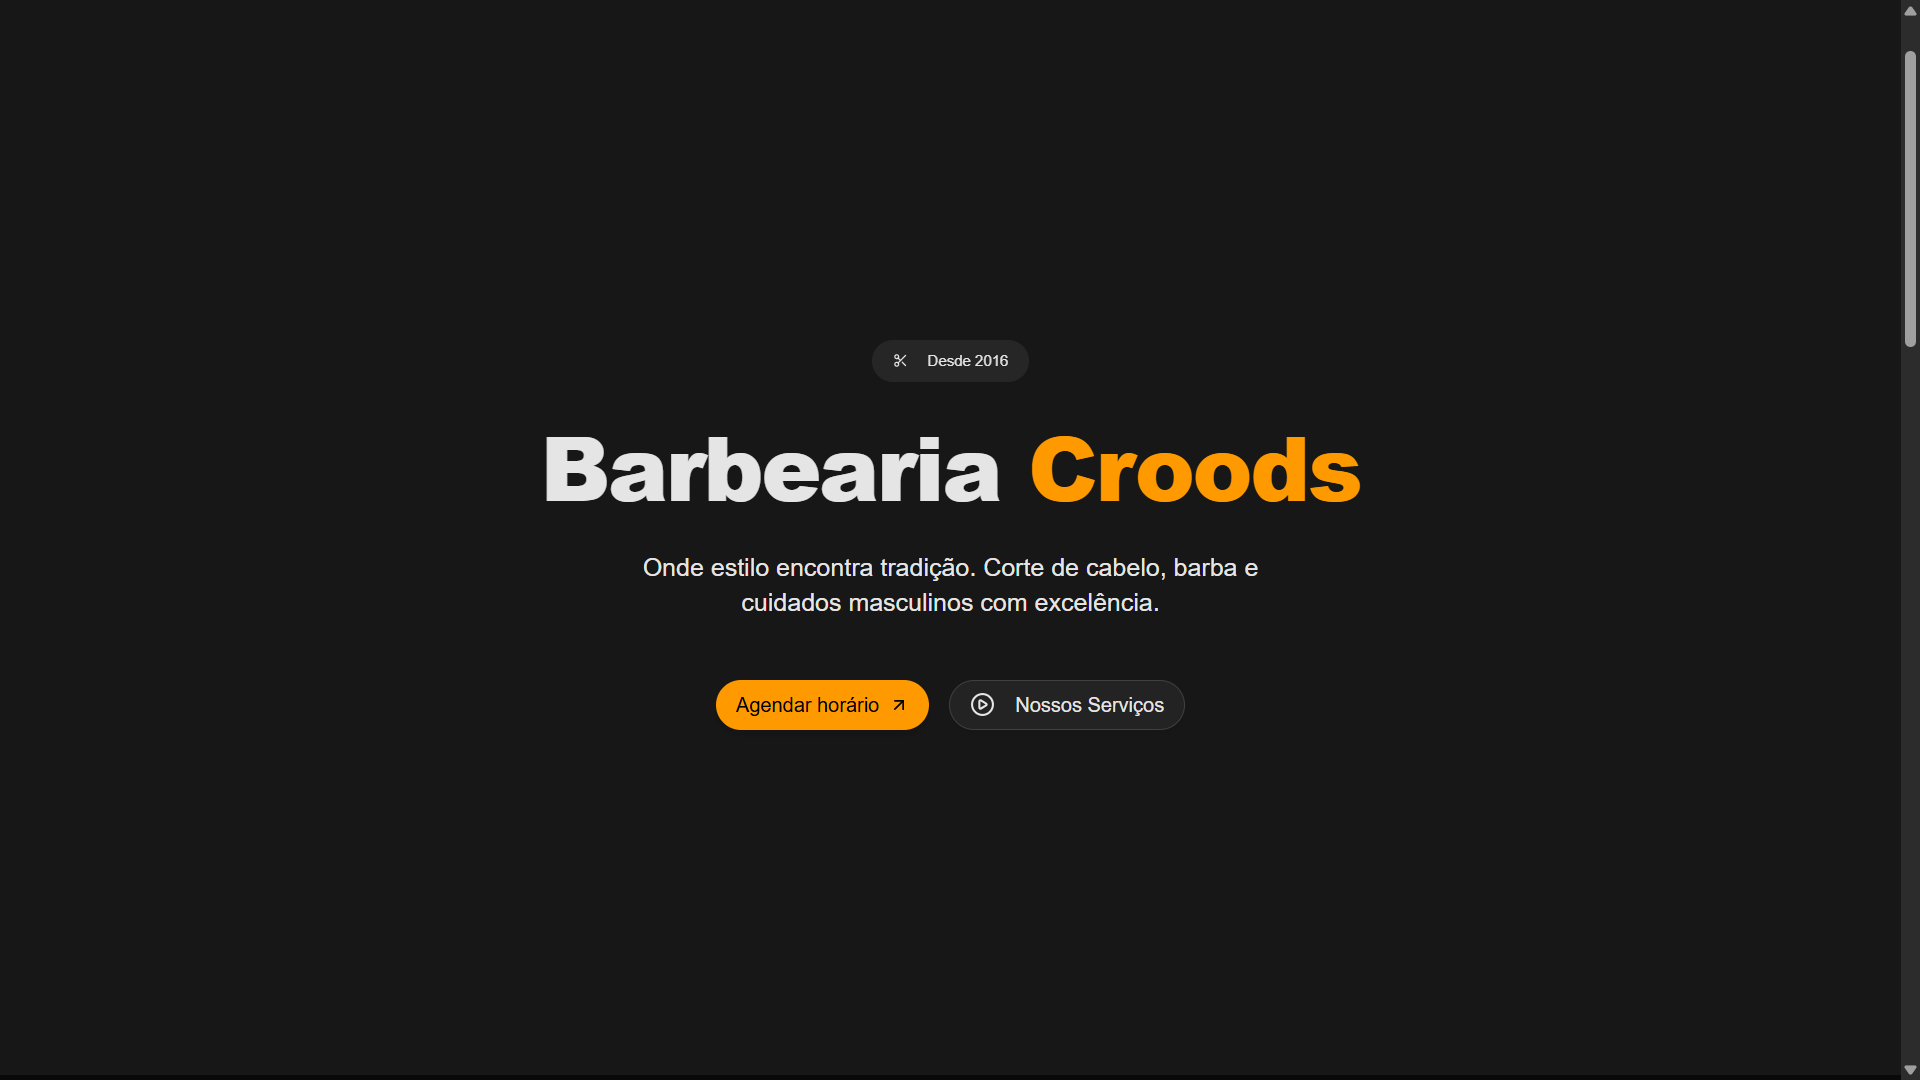 Desde 2016
Barbearia Croods
Onde estilo encontra tradição. Corte de cabelo, barba e
cuidados masculinos com excelência.
Agendar horário
Nossos Serviços